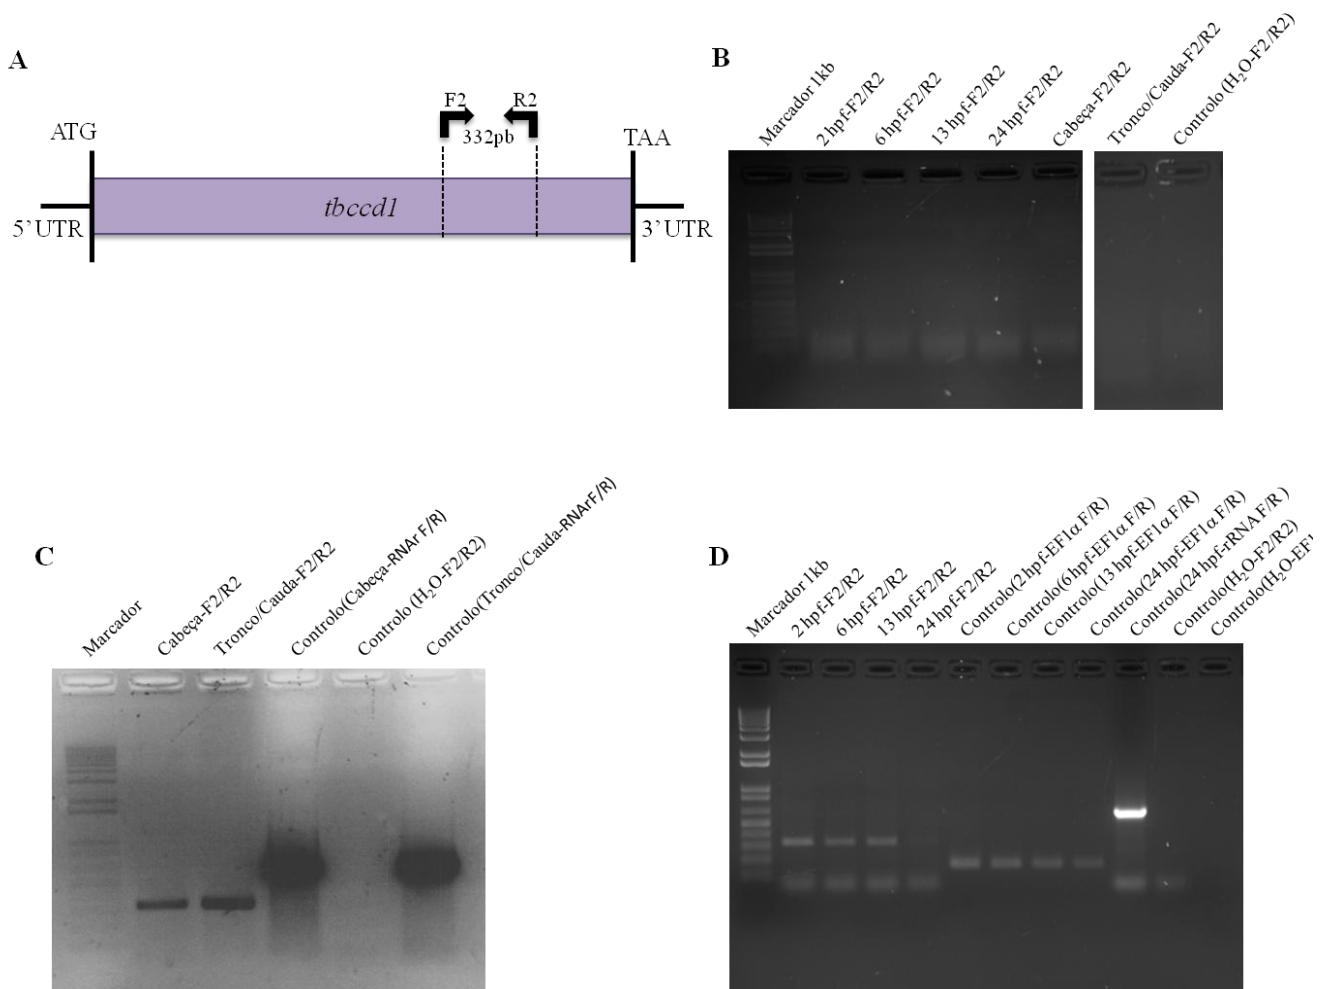 A
F2
R2
332pb
ATG
TAA
tbccd1
5’UTR
3’UTR
B
Marcador 1kb
2 hpf-F2/R2
6 hpf-F2/R2
13 hpf-F2/R2
24 hpf-F2/R2
Cabeça-F2/R2
Tronco/Cauda-F2/R2
Controlo (H₂O-F2/R2)
C
Marcador
Cabeça-F2/R2
Tronco/Cauda-F2/R2
Controlo(Cabeça-RNAr F/R)
Controlo (H₂O-F2/R2)
Controlo(Tronco/Cauda-RNArF/R)
D
Marcador 1kb
2 hpf-F2/R2
6 hpf-F2/R2
13 hpf-F2/R2
24 hpf-F2/R2
Controlo(2 hpf-EF1α F/R)
Controlo(6 hpf-EF1α F/R)
Controlo(13 hpf-EF1α F/R)
Controlo(24 hpf-EF1α F/R)
Controlo(24 hpf-rRNA F/R )
Controlo(H₂O-F2/R2)
Controlo(H₂O-EF1